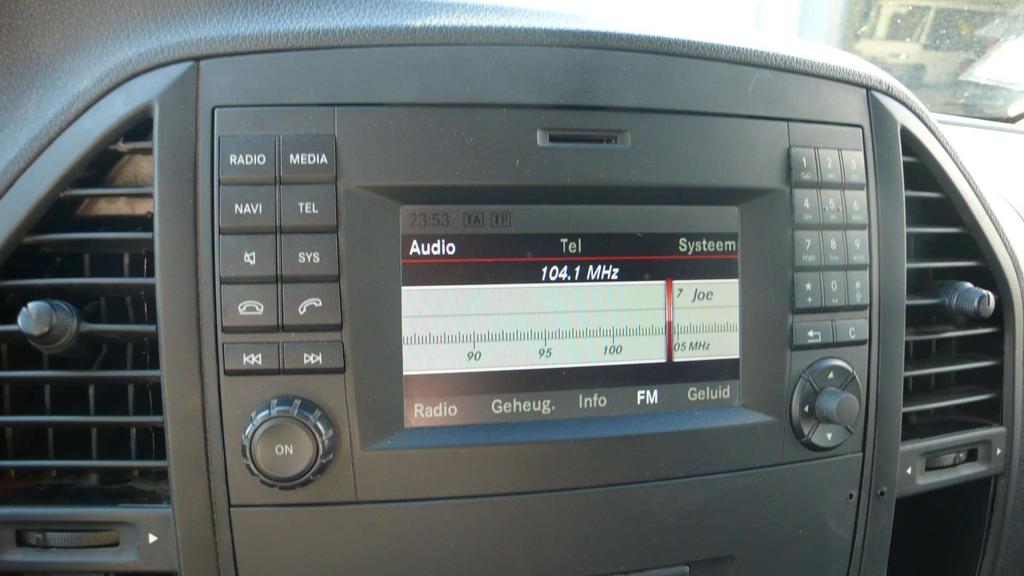 RADIO MEDIA
NAVI TEL
SYS
ON
23:53 TA TP
Audio Tel Systeem
104.1 MHz
7 Joe
90 95 100 05 MHz
Radio Geheug. Info FM Geluid
1 2 3
4 .5, 6
7 8 9
* 0 #
C